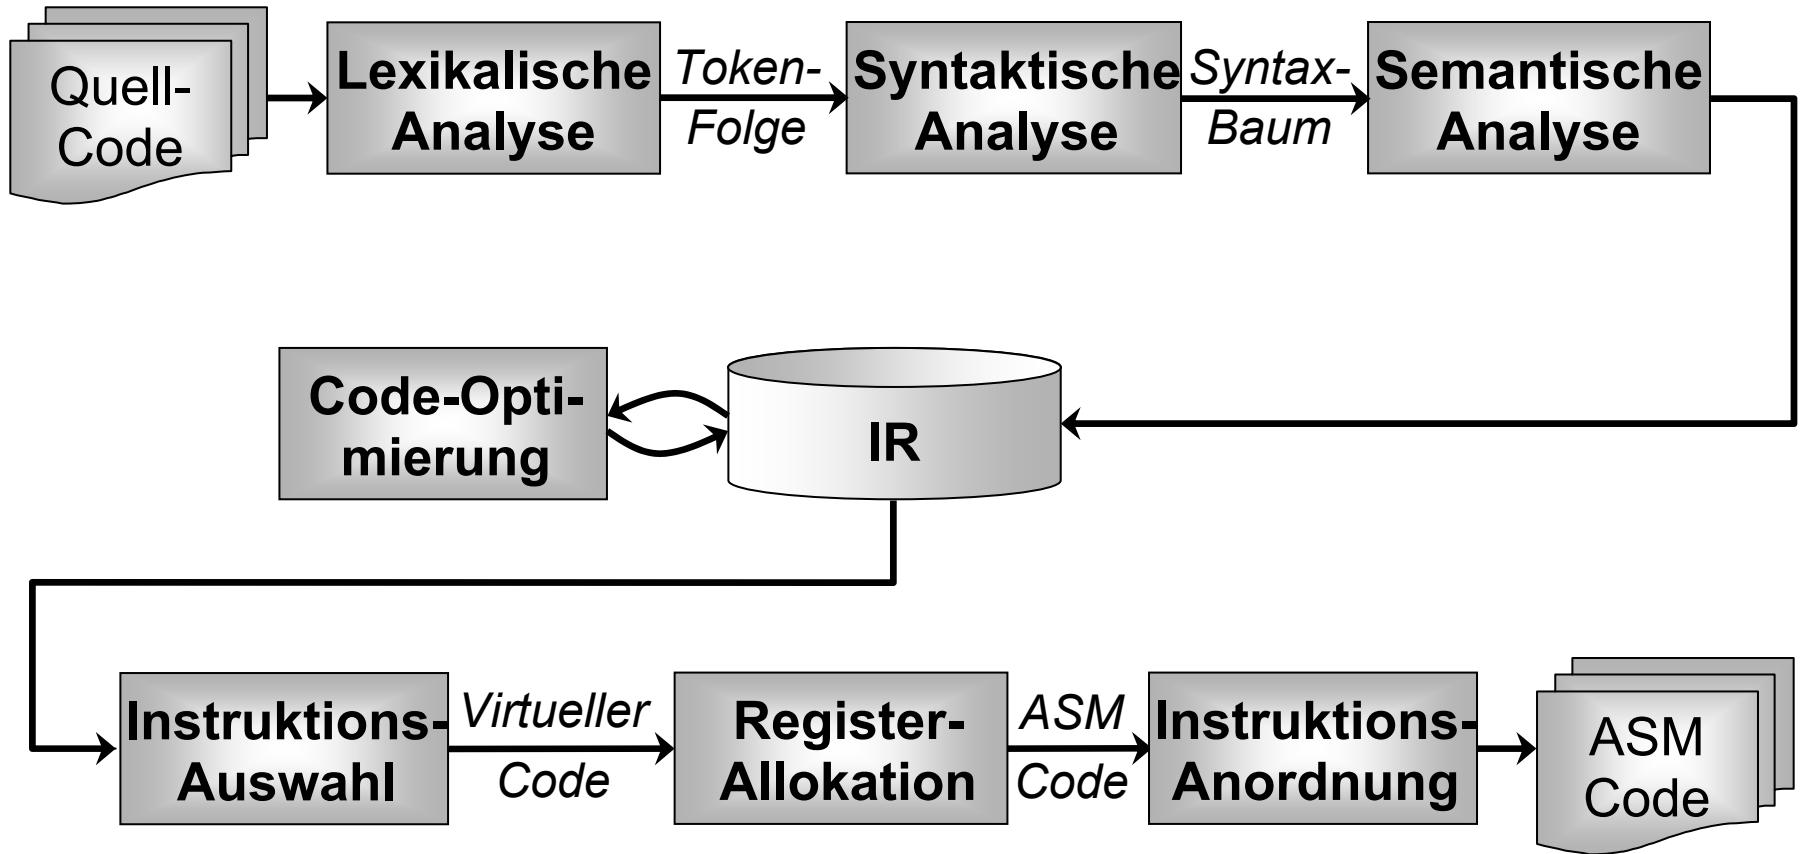 Quell-
Code
Lexikalische
Analyse
Token-
Folge
Syntaktische
Analyse
Syntax-
Baum
Semantische
Analyse
Code-Opti-
mierung
IR
Instruktions-
Auswahl
Virtueller
Code
Register-
Allokation
ASM
Code
Instruktions-
Anordnung
ASM
Code